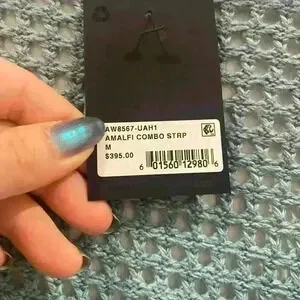 A
AW8567-UAH1
AMALFI COMBO STRP
M
$395.00
6 01560 12980 6